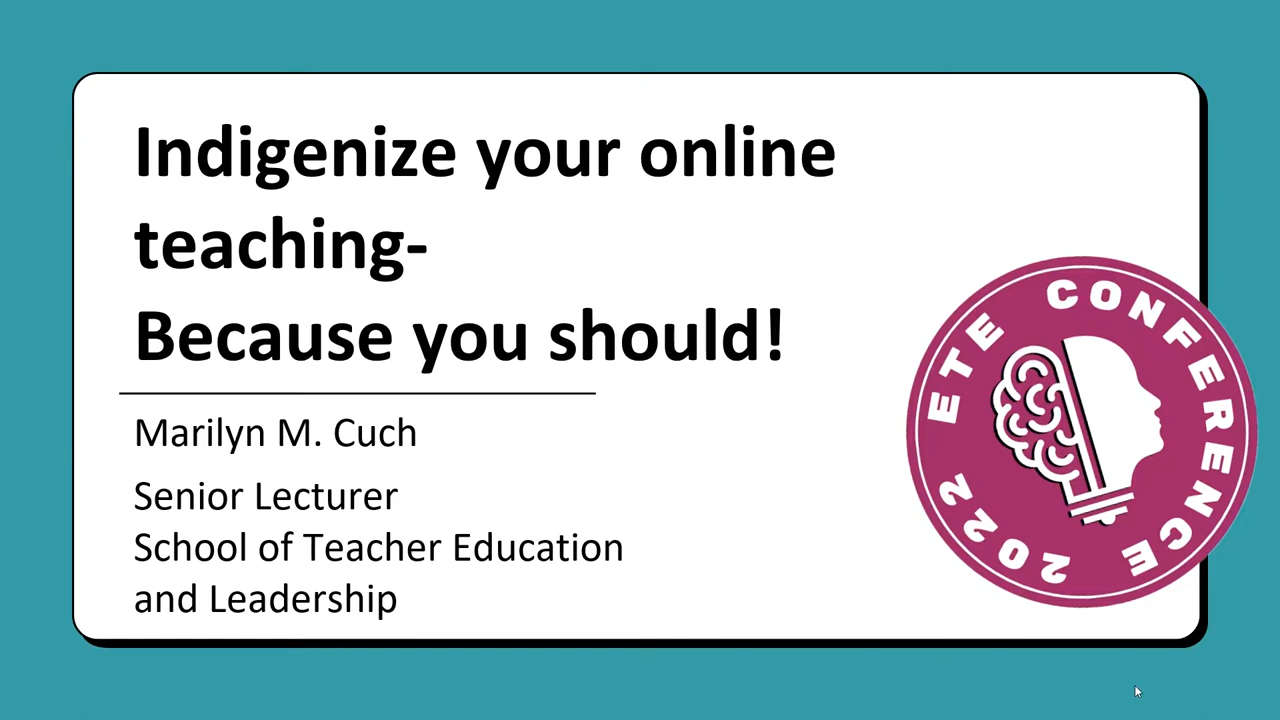 Indigenize your online
teaching-
Because you should!
Marilyn M. Cuch
Senior Lecturer
School of Teacher Education
and Leadership
ETE CONFERENCE 2022